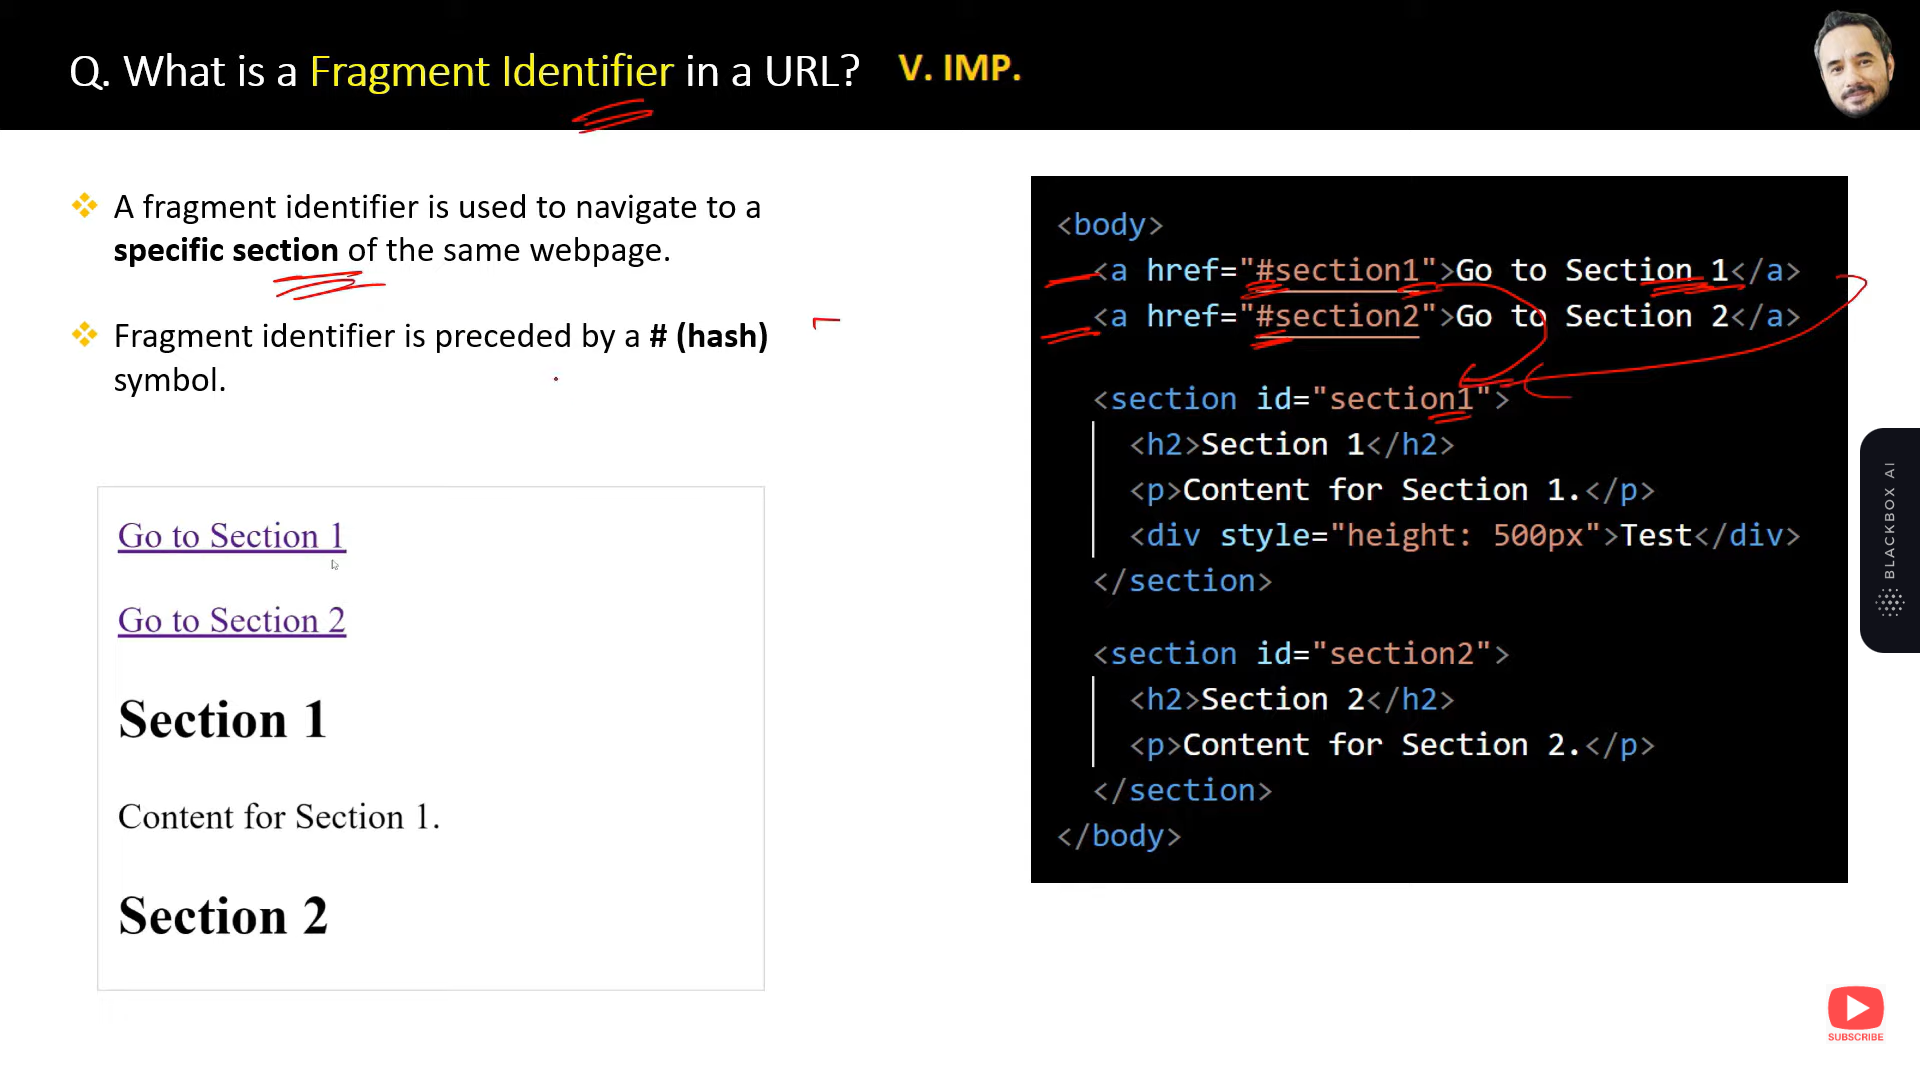 Q. What is a Fragment Identifier in a URL? V. IMP.
A fragment identifier is used to navigate to a
specific section of the same webpage.
Fragment identifier is preceded by a # (hash)
symbol.
Go to Section 1
Go to Section 2
Section 1
Content for Section 1.
Section 2
<body>
<a href="#section1">Go to Section 1</a>
<a href="#section2">Go to Section 2</a>
<section id="section1">
<h2>Section 1</h2>
<p>Content for Section 1.</p>
<div style="height: 500px">Test</div>
</section>
<section id="section2">
<h2>Section 2</h2>
<p>Content for Section 2.</p>
</section>
</body>
BLACKBOX AI
SUBSCRIBE